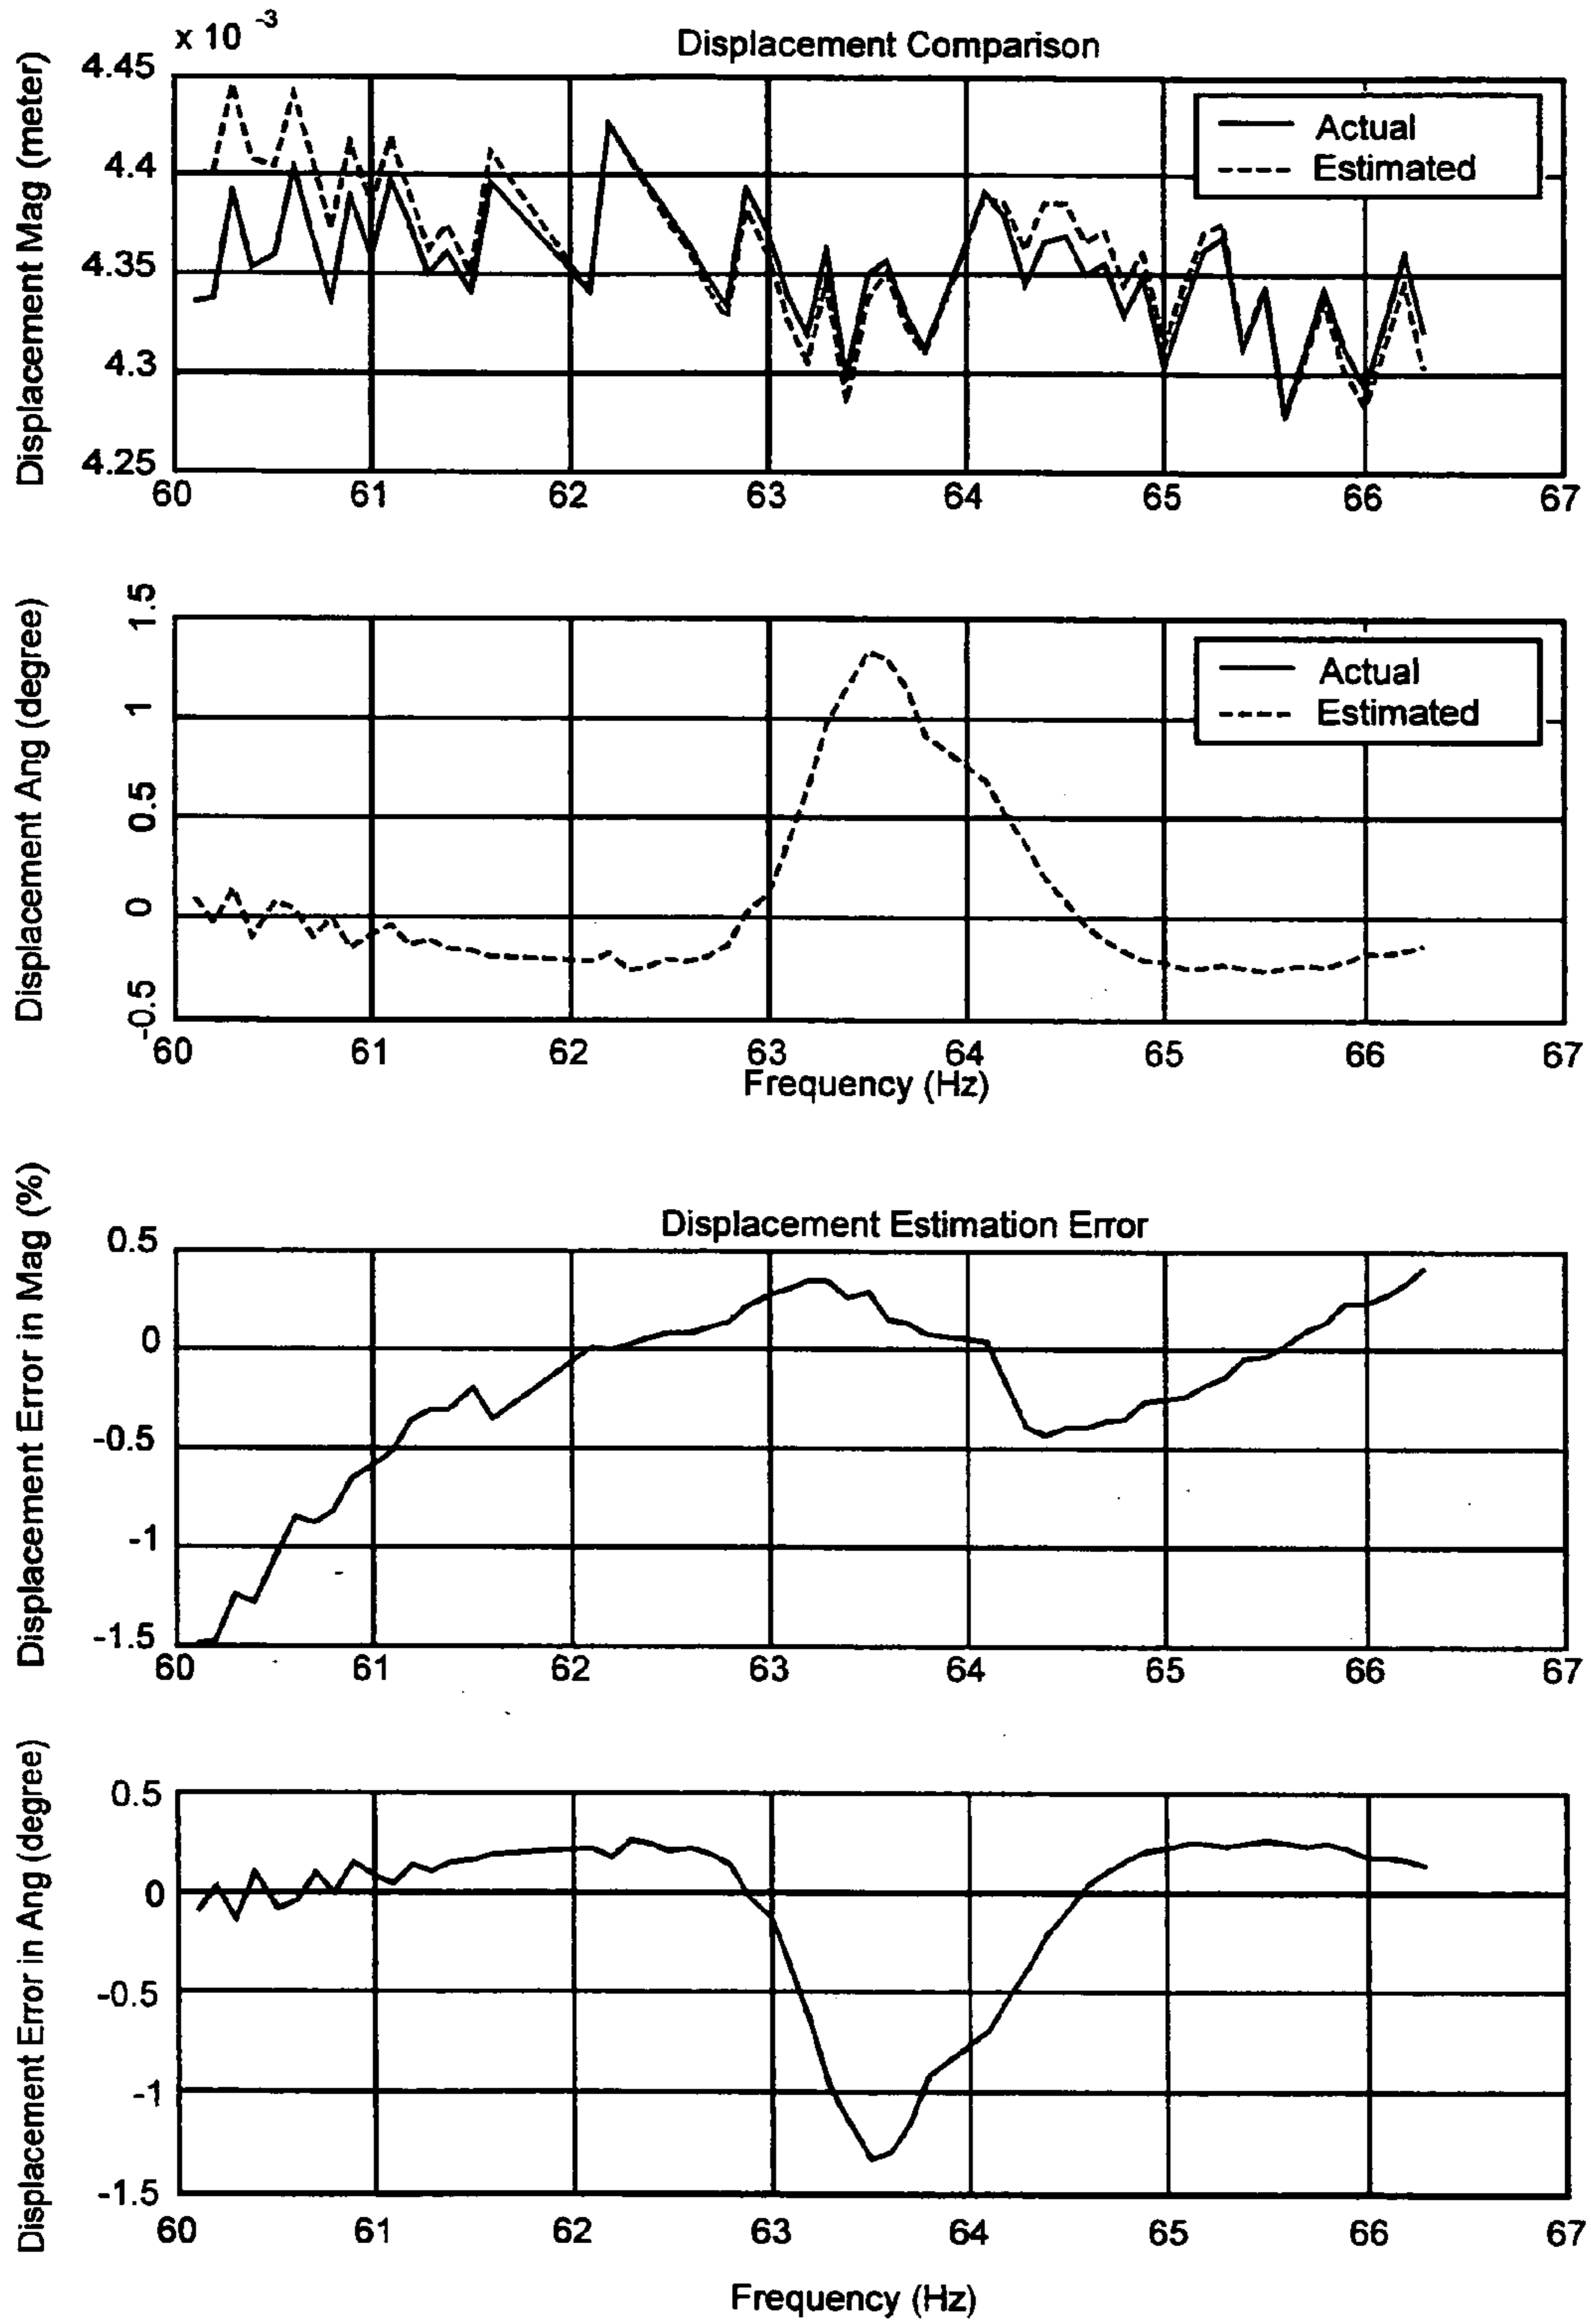 x 10 -3
Displacement Comparison
Displacement Mag (meter)
4.45
4.4
4.35
4.3
4.25
Actual
Estimated
60 61 62 63 64 65 66 67
Displacement Ang (degree)
1.5
1
0.5
0
-0.5
Actual
Estimated
60 61 62 63 64 65 66 67
Frequency (Hz)
Displacement Estimation Error
Displacement Error in Mag (%)
0.5
0
-0.5
-1
-1.5
60 61 62 63 64 65 66 67
Displacement Error in Ang (degree)
0.5
0
-0.5
-1
-1.5
60 61 62 63 64 65 66 67
Frequency (Hz)